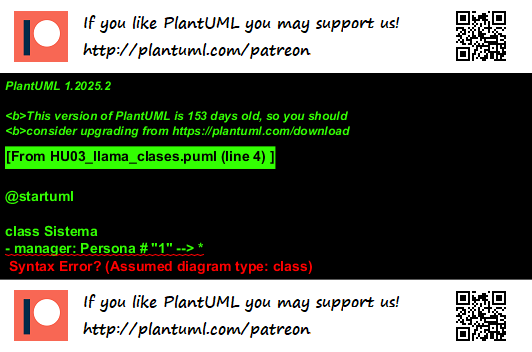 If you like PlantUML you may support us!
http://plantuml.com/patreon
PlantUML 1.2025.2
<b>This version of PlantUML is 153 days old, so you should
<b>consider upgrading from https://plantuml.com/download
[From HU03_llama_clases.puml (line 4) ]
@startuml
class Sistema
- manager: Persona # "1" --> *
Syntax Error? (Assumed diagram type: class)
If you like PlantUML you may support us!
http://plantuml.com/patreon